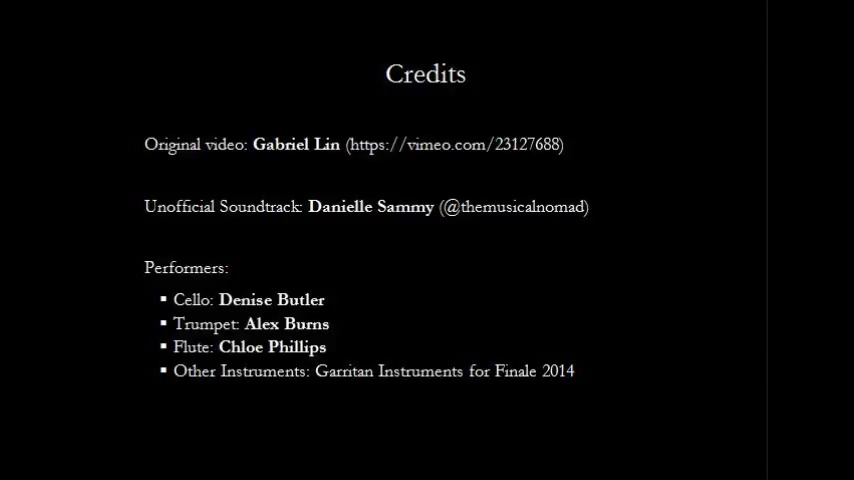 Credits
Original video: Gabriel Lin (https://vimeo.com/23127688)
Unofficial Soundtrack: Danielle Sammy (@themusicalnomad)
Performers:
▪ Cello: Denise Butler
▪ Trumpet: Alex Burns
▪ Flute: Chloe Phillips
▪ Other Instruments: Garritan Instruments for Finale 2014